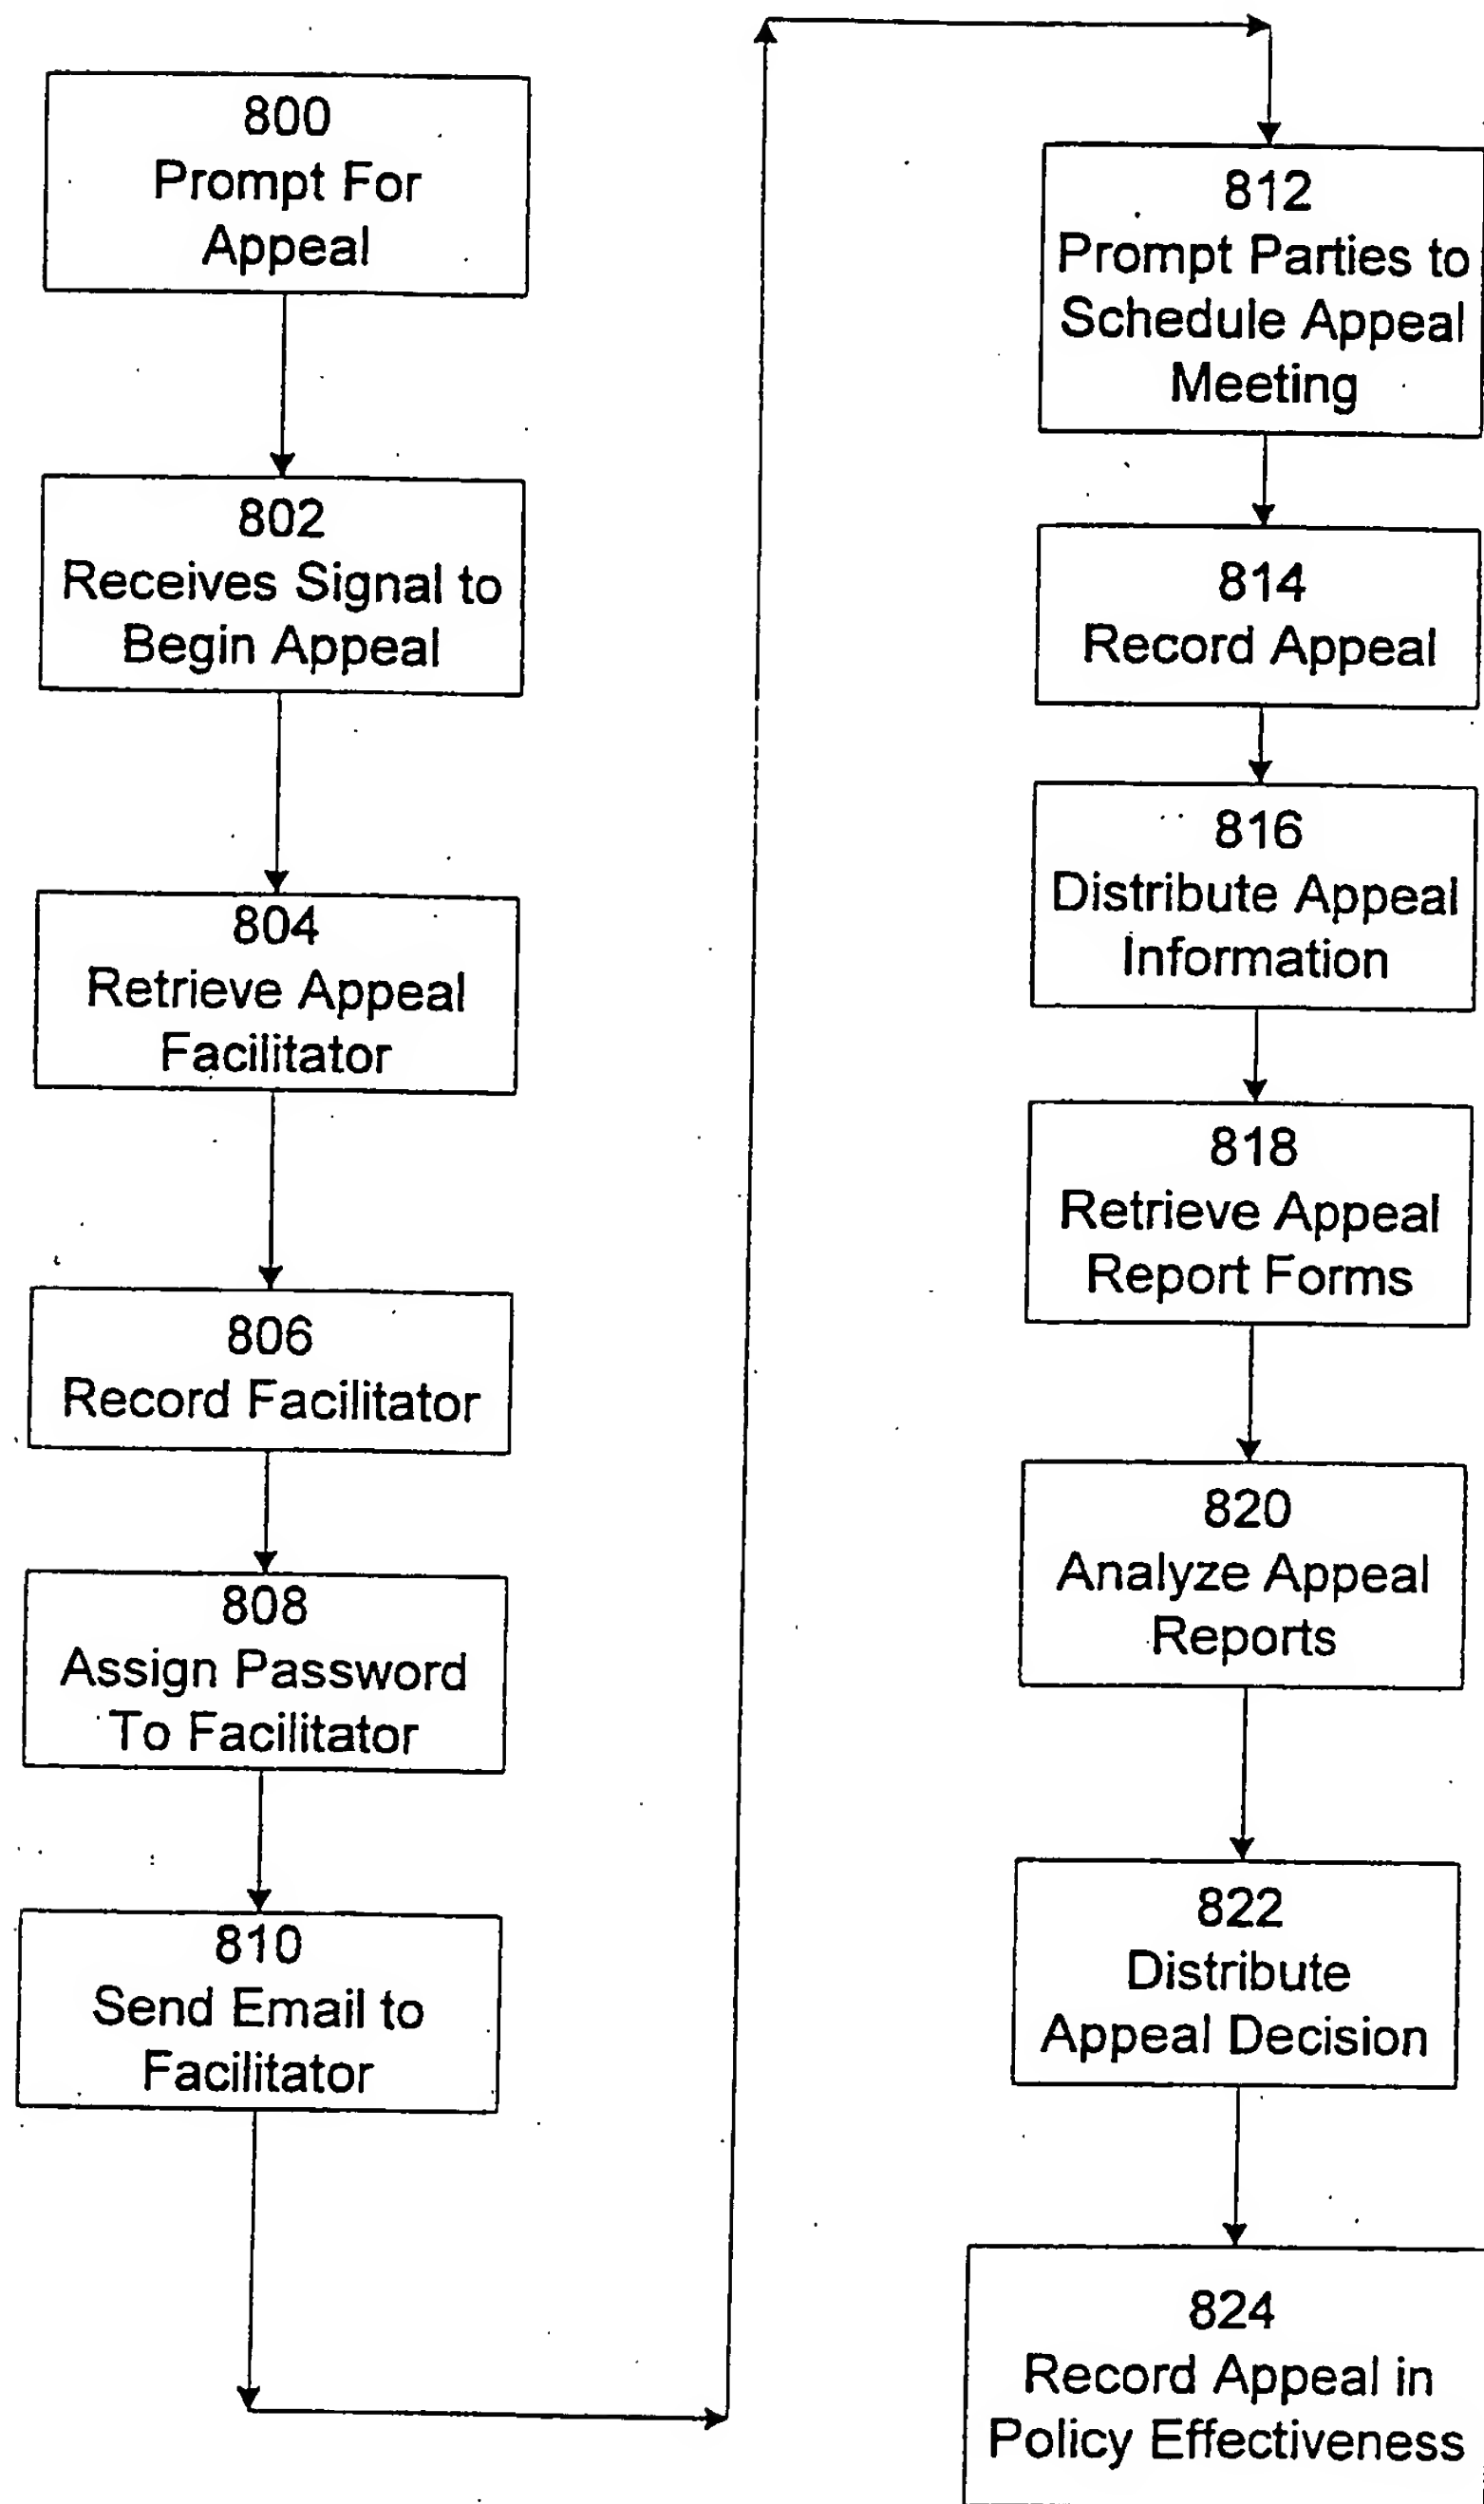 800
Prompt For
Appeal
802
Receives Signal to
Begin Appeal
804
Retrieve Appeal
Facilitator
806
Record Facilitator
808
Assign Password
To Facilitator
810
Send Email to
Facilitator
812
Prompt Parties to
Schedule Appeal
Meeting
814
Record Appeal
816
Distribute Appeal
Information
818
Retrieve Appeal
Report Forms
820
Analyze Appeal
Reports
822
Distribute
Appeal Decision
824
Record Appeal in
Policy Effectiveness